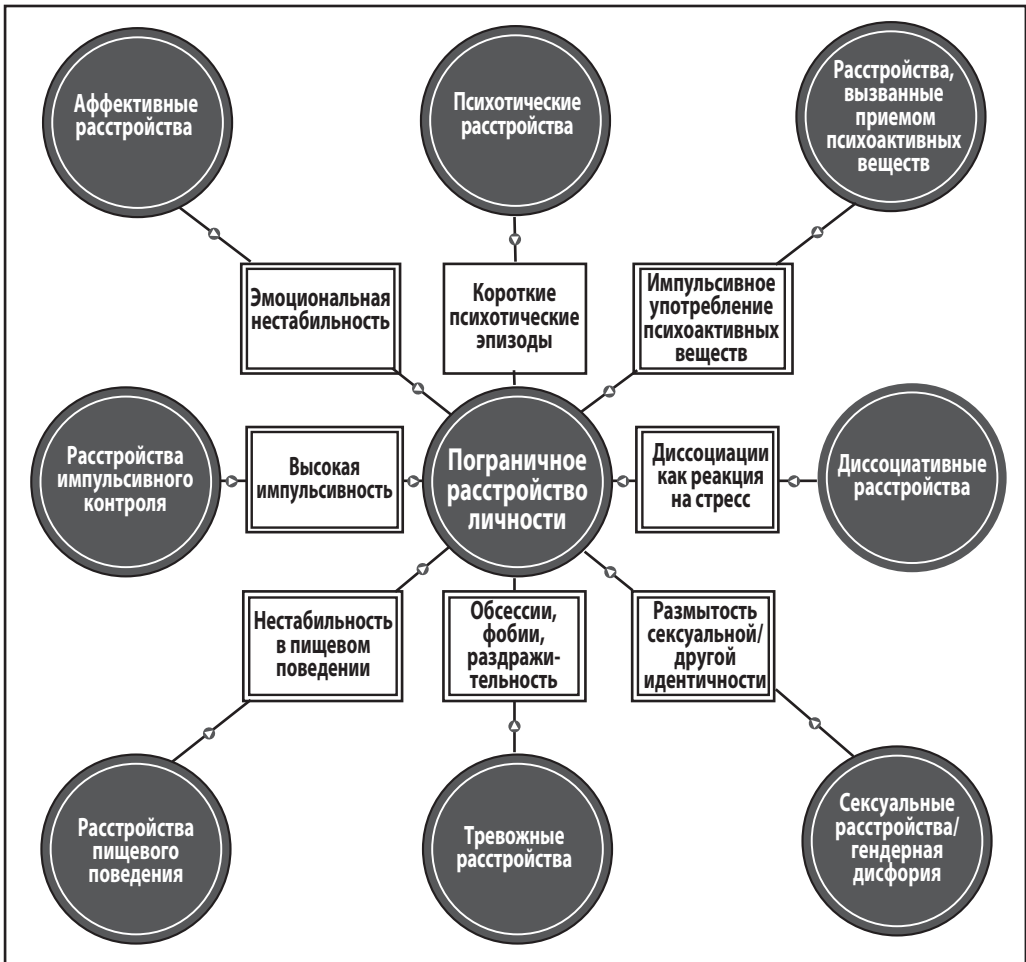 Аффективные
расстройства
Психотические
расстройства
Расстройства,
вызванные
приемом
психоактивных
веществ
Эмоциональная
нестабильность
Короткие
психотические
эпизоды
Импульсивное
употребление
психоактивных
веществ
Расстройства
импульсивного
контроля
Высокая
импульсивность
Пограничное
расстройство
личности
Диссоциации
как реакция
на стресс
Диссоциативные
расстройства
Нестабильность
в пищевом
поведении
Обсессии,
фобии,
раздражи-
тельность
Размытость
сексуальной/
другой
идентичности
Расстройства
пищевого
поведения
Тревожные
расстройства
Сексуальные
расстройства/
гендерная
дисфория